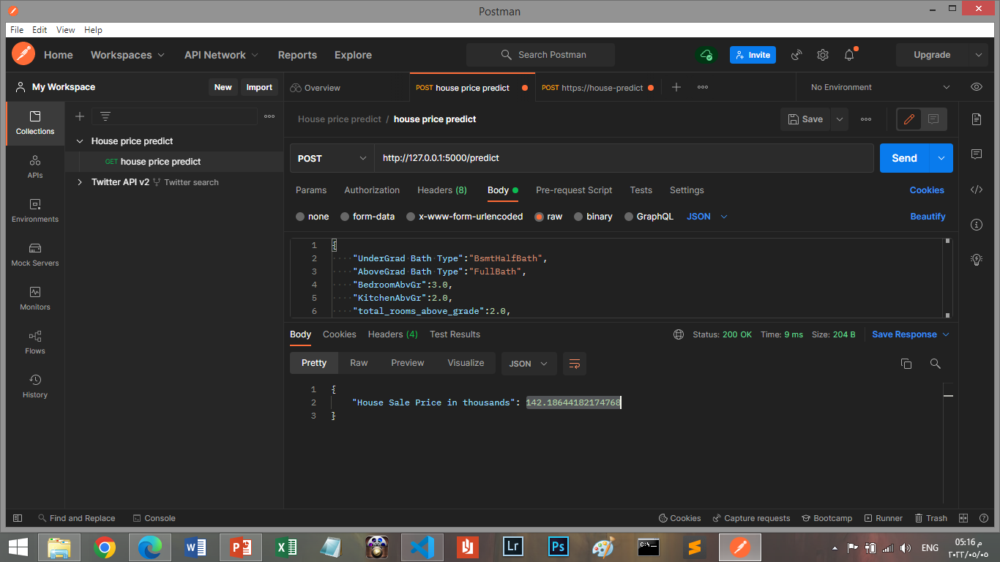 Postman
File Edit View Help
Home Workspaces API Network Reports Explore Search Postman Invite Upgrade
My Workspace New Import Overview POST house price predict POST https://house-predict No Environment
House price predict / house price predict Save
Collections
APIs
Environments
Mock Servers
Monitors
Flows
History
House price predict
GET house price predict
Twitter API v2 Twitter search
POST http://127.0.0.1:5000/predict Send
Params Authorization Headers (8) Body Pre-request Script Tests Settings Cookies
none form-data x-www-form-urlencoded raw binary GraphQL JSON Beautify
1 {
2 "UnderGrad Bath Type":"BsmtHalfBath",
3 "AboveGrad Bath Type":"FullBath",
4 "BedroomAbvGr":3.0,
5 "KitchenAbvGr":2.0,
6 "total_rooms_above_grade":2.0,
Body Cookies Headers (4) Test Results Status: 200 OK Time: 9 ms Size: 204 B Save Response
Pretty Raw Preview Visualize JSON
1 {
2 "House Sale Price in thousands": 142.18644182174768
3 }
Find and Replace Console Cookies Capture requests Bootcamp Runner Trash
Lr Ps ENG 05:16 م
٢٠٢٢/٠٥/٠٥